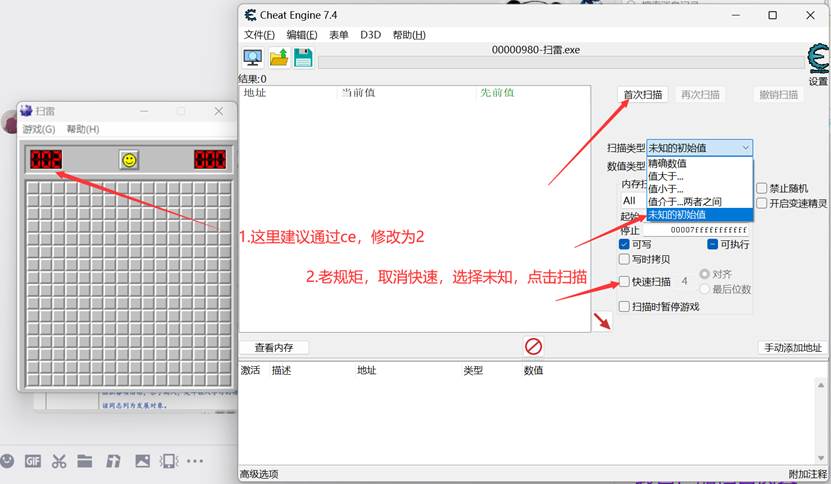 Cheat Engine 7.4
文件(F) 编辑(E) 表单 D3D 帮助(H)
00000980-扫雷.exe
设置
结果:0
地址 当前值 先前值
首次扫描 再次扫描 撤销扫描
扫描类型 未知的初始值
数值类型 精确数值
值大于...
值小于...
值介于...两者之间
未知的初始值
All
停止 00007fffffffffff
禁止随机
开启变速精灵
可写 可执行
写时拷贝
快速扫描 4 对齐
最后位数
扫描时暂停游戏
扫雷
游戏(G) 帮助(H)
002 000
1.这里建议通过ce，修改为2
2.老规矩，取消快速，选择未知，点击扫描
查看内存 手动添加地址
激活 描述 地址 类型 数值
高级选项 附加注释
GIF